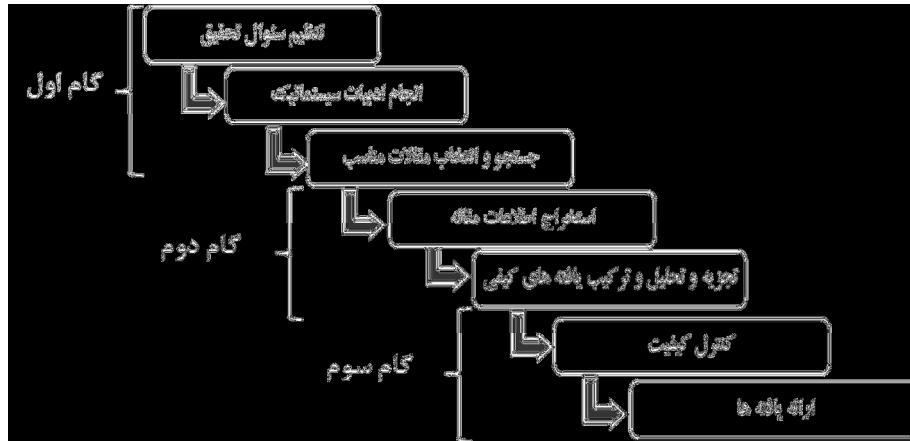 تنظیم سئوال تحقیق
گام اول
انجام ادبیات سیستماتیک
جستجو و انتخاب مقالات مناسب
استخراج اطلاعات مقاله
گام دوم
تجزیه و تحلیل و ترکیب یافته های کیفی
کنترل کیفیت
گام سوم
ارائه یافته ها